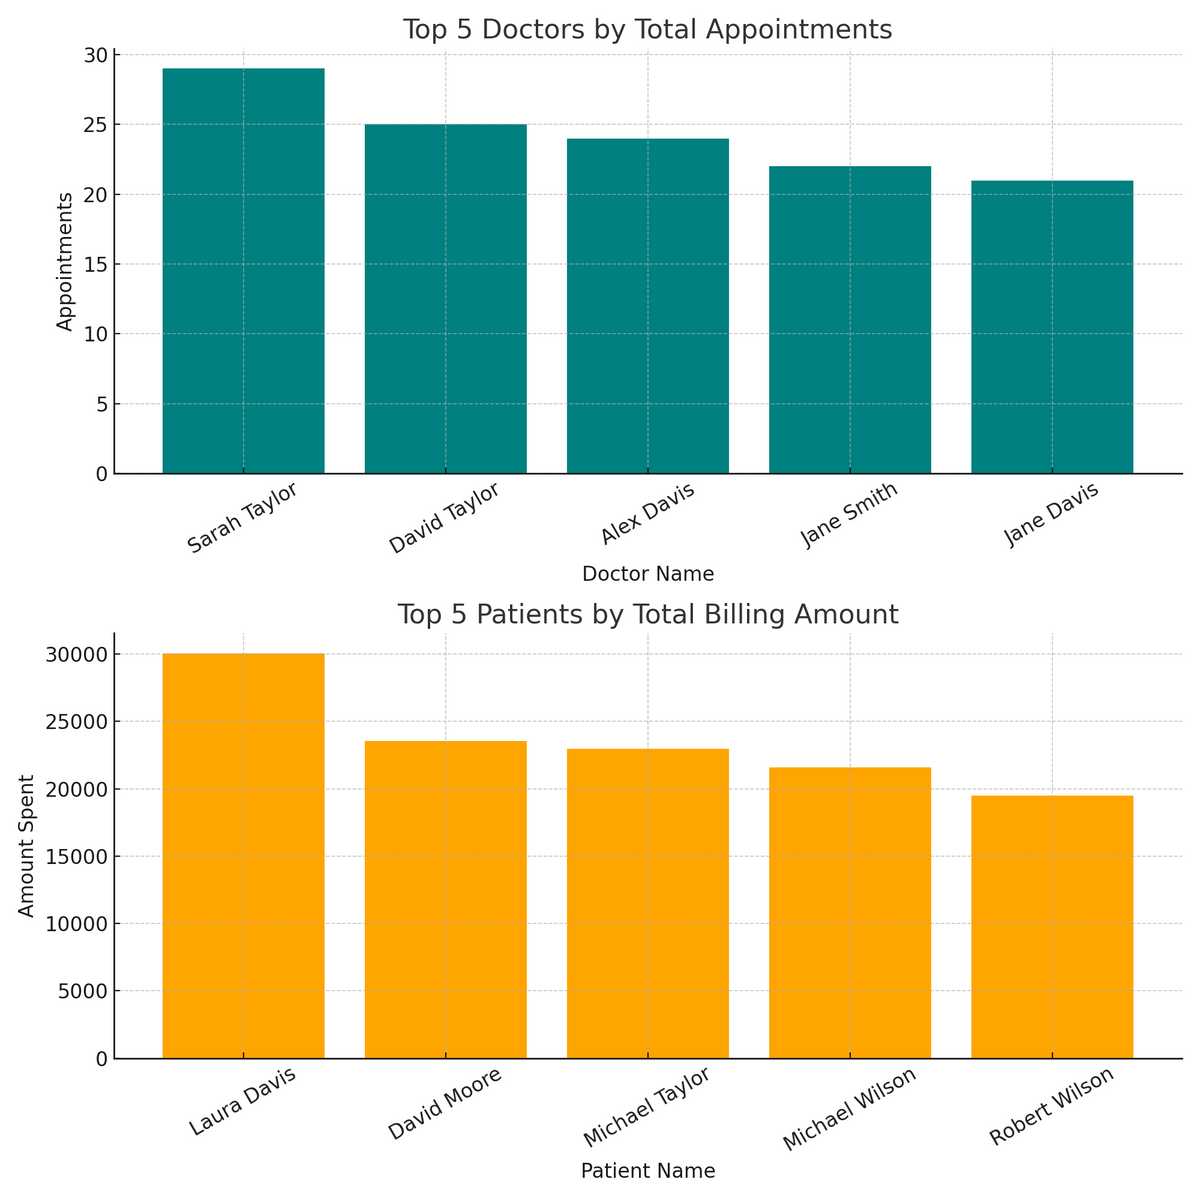 Top 5 Doctors by Total Appointments
30
25
20
15
10
5
0
Appointments
Sarah Taylor
David Taylor
Alex Davis
Jane Smith
Jane Davis
Doctor Name
Top 5 Patients by Total Billing Amount
30000
25000
20000
15000
10000
5000
0
Amount Spent
Laura Davis
David Moore
Michael Taylor
Michael Wilson
Robert Wilson
Patient Name